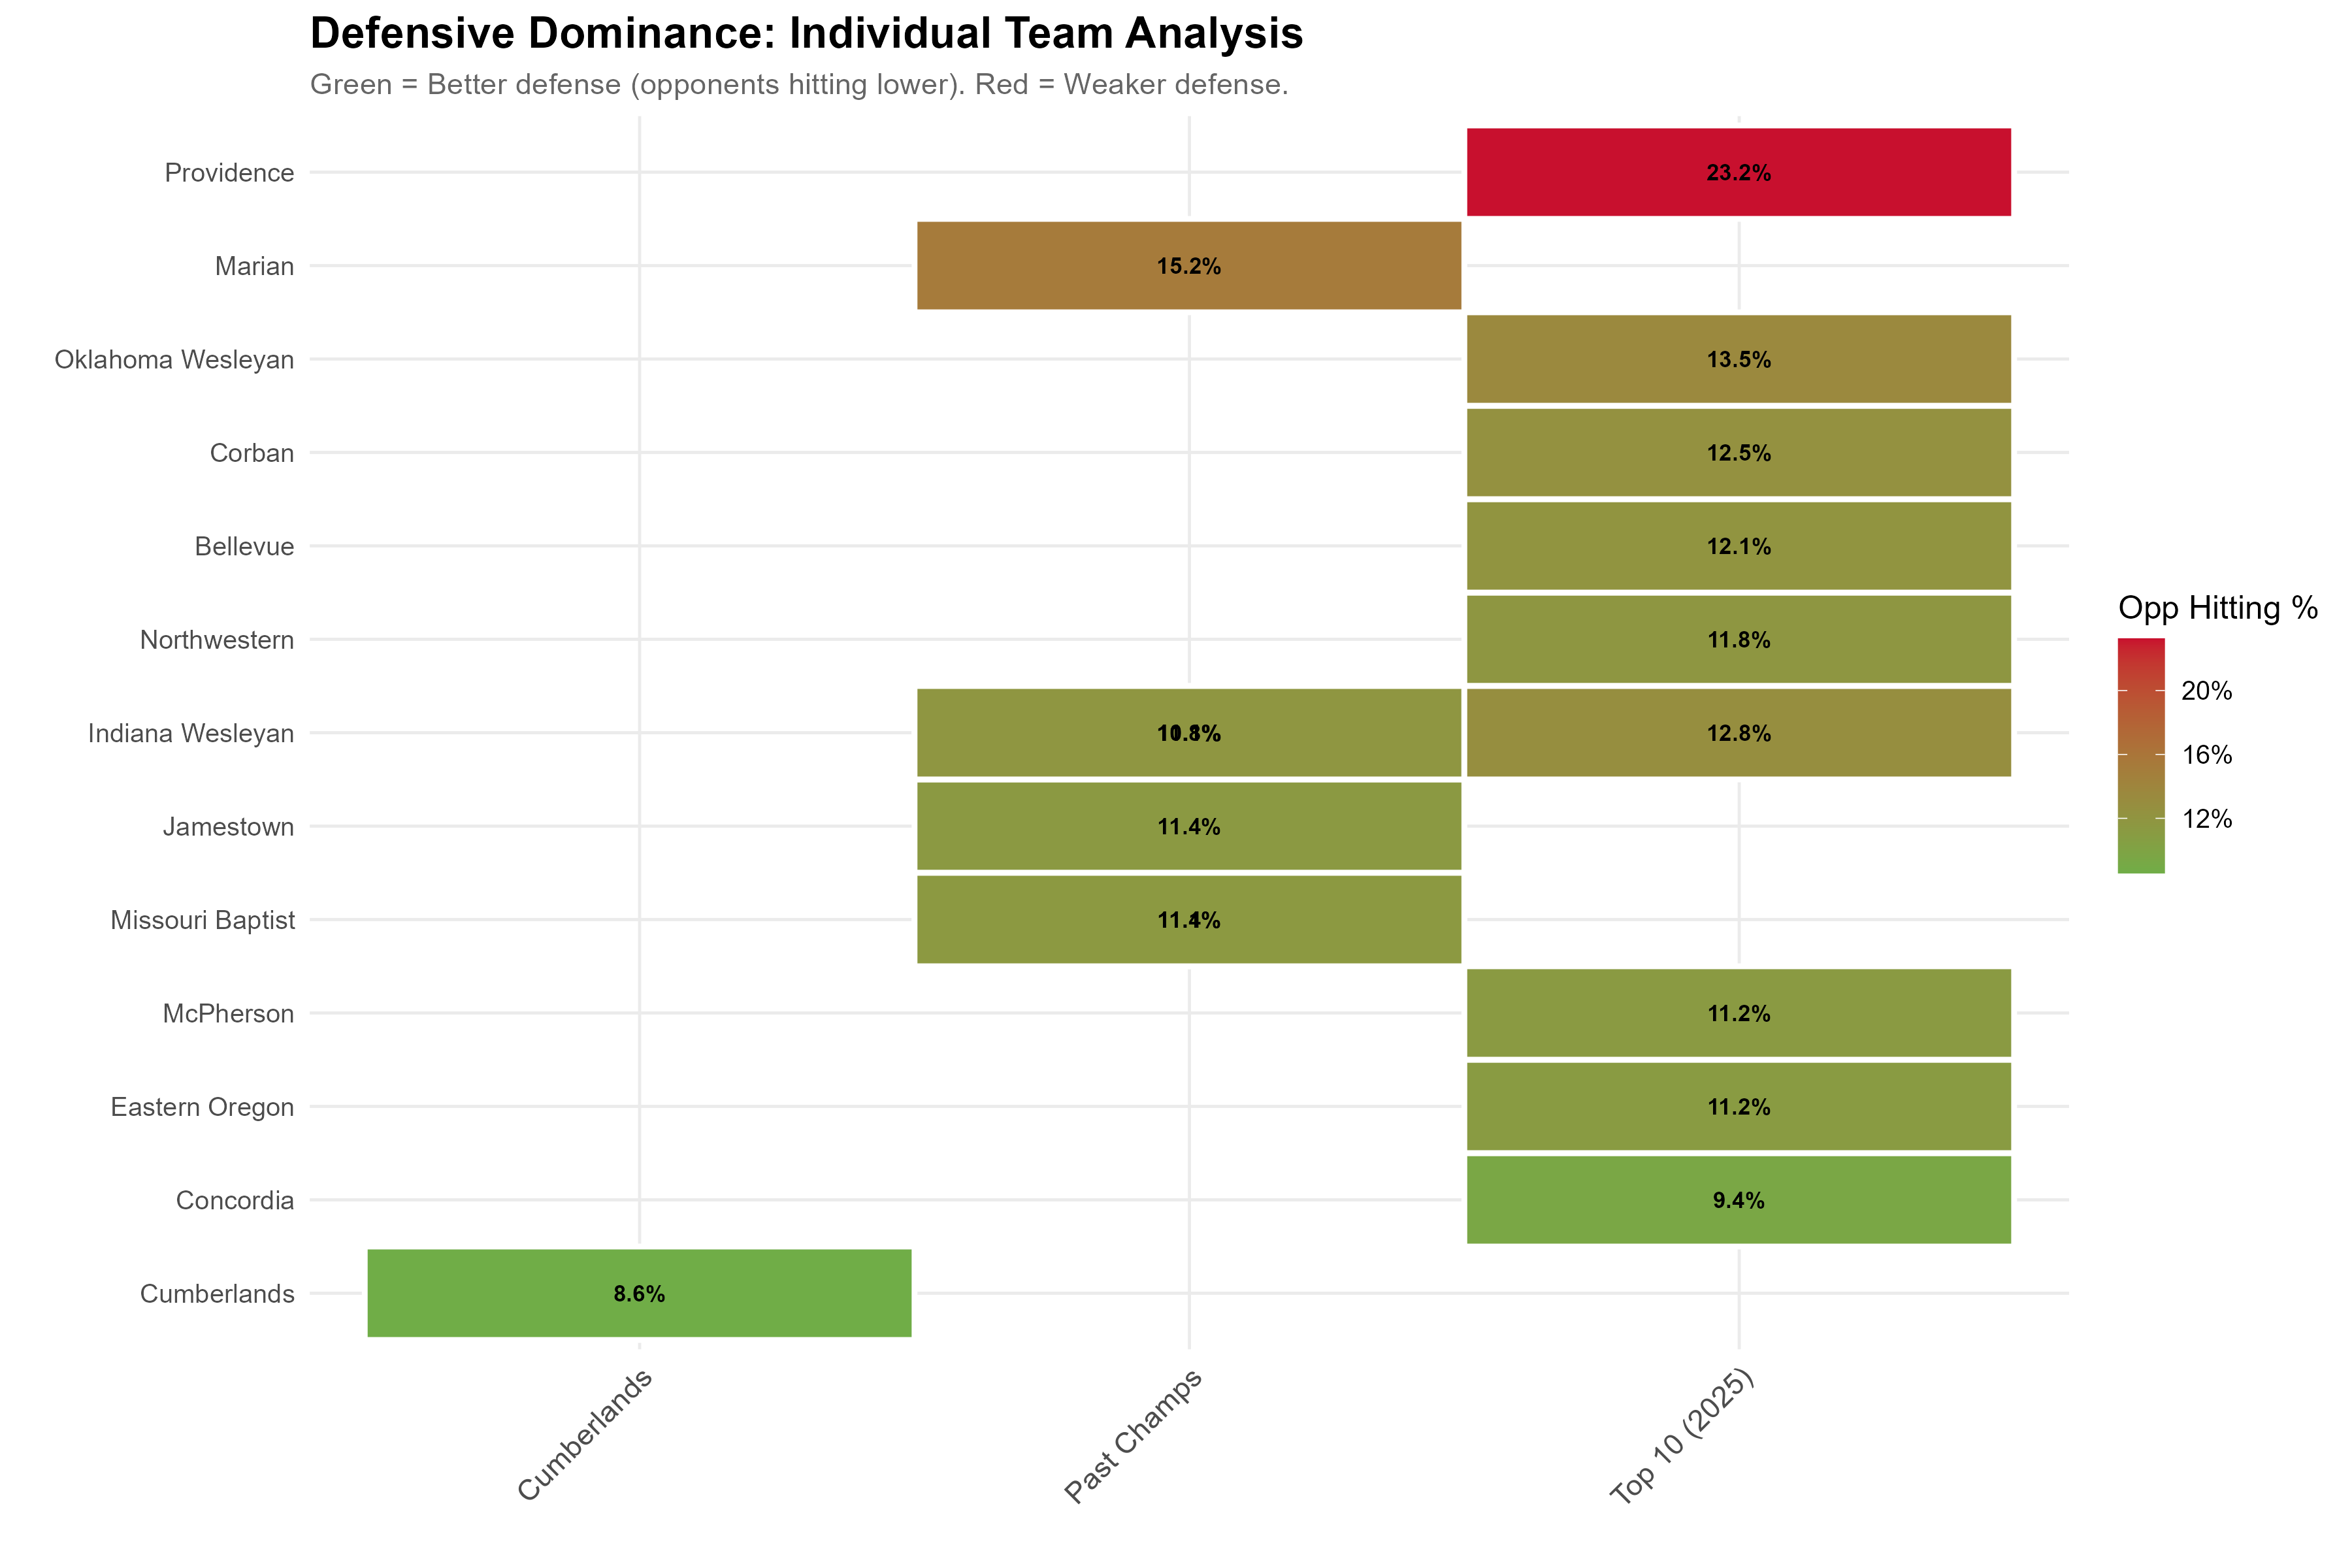 Defensive Dominance: Individual Team Analysis
Green = Better defense (opponents hitting lower). Red = Weaker defense.
Providence 23.2%
Marian 15.2%
Oklahoma Wesleyan 13.5%
Corban 12.5%
Bellevue 12.1%
Northwestern 11.8%
Indiana Wesleyan 12.8%
Jamestown 11.4%
Missouri Baptist
McPherson 11.2%
Eastern Oregon 11.2%
Concordia 9.4%
Cumberlands 8.6%
Cumberlands
Past Champs
Top 10 (2025)
Opp Hitting %
20%
16%
12%